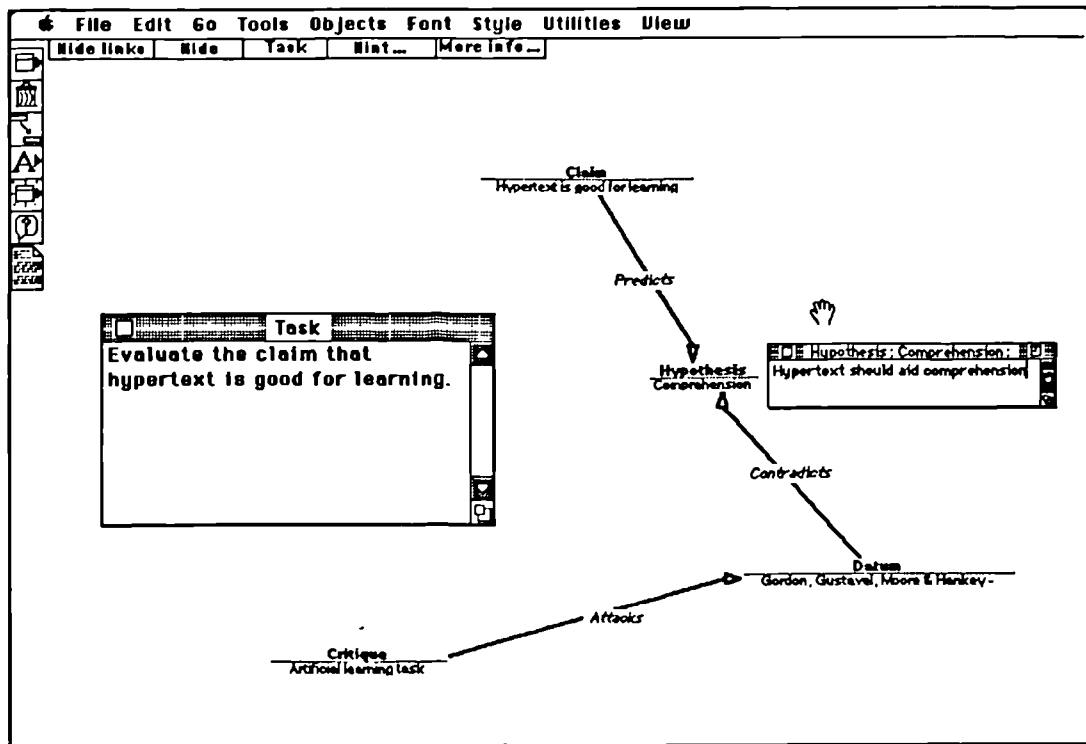 File Edit Go Tools Objects Font Style Utilities View
Hide links Hide Task Hint... More info...
A
Claim
Hypertext is good for learning
Predicts
Task
Evaluate the claim that
hypertext is good for learning.
Hypothesis: Comprehension:
Hypertext should aid comprehension
Hypothesis
Comprehension
Contradicts
Datum
Gordon, Gustavel, Moore & Hankey-
Attacks
Critique
Artificial learning task